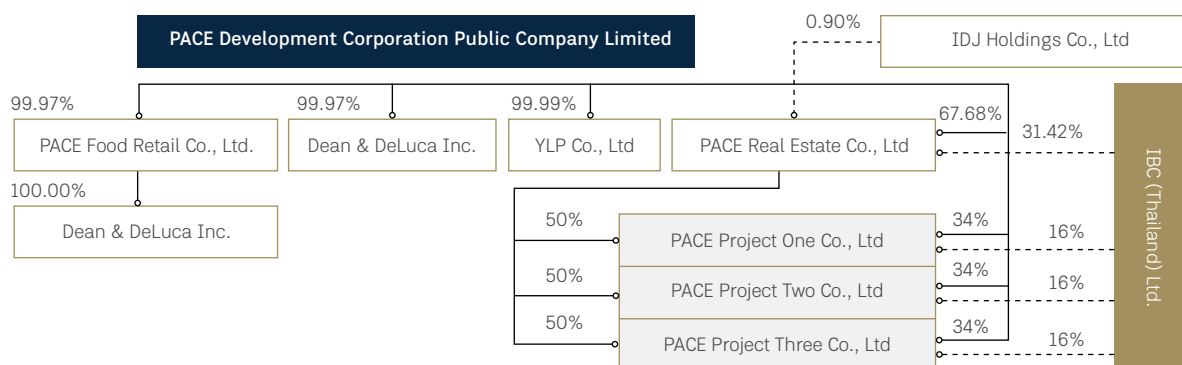 PACE Development Corporation Public Company Limited
0.90%
IDJ Holdings Co., Ltd
99.97%
99.97%
99.99%
67.68%
31.42%
PACE Food Retail Co., Ltd.
Dean & DeLuca Inc.
YLP Co., Ltd
PACE Real Estate Co., Ltd
100.00%
Dean & DeLuca Inc.
50%
PACE Project One Co., Ltd
34%
16%
50%
PACE Project Two Co., Ltd
34%
16%
50%
PACE Project Three Co., Ltd
34%
16%
IBC (Thailand) Ltd.